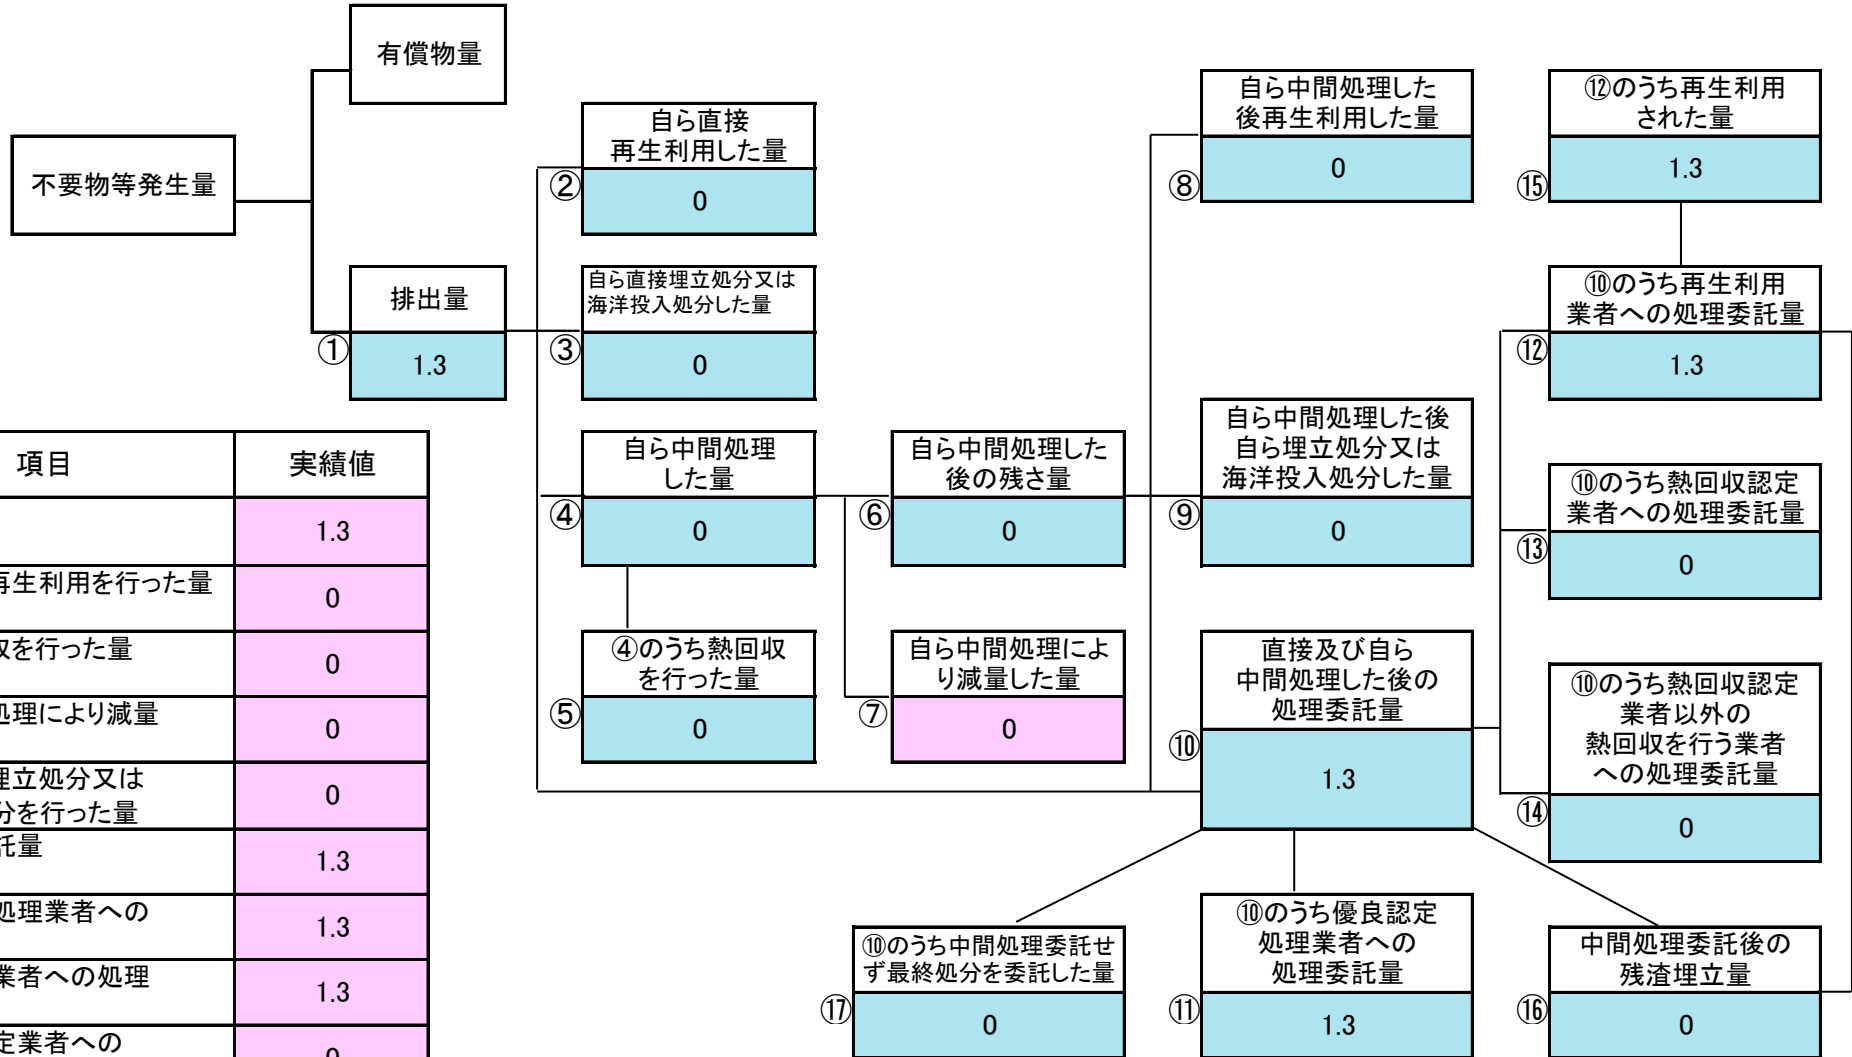 有償物量
不要物等発生量
排出量
①
1.3
自ら直接
再生利用した量
②
0
自ら直接埋立処分又は
海洋投入処分した量
③
0
自ら中間処理
した量
④
0
④のうち熱回収
を行った量
⑤
0
自ら中間処理した
後の残さ量
⑥
0
自ら中間処理によ
り減量した量
⑦
0
自ら中間処理した
後再生利用した量
⑧
0
自ら中間処理した後
自ら埋立処分又は
海洋投入処分した量
⑨
0
直接及び自ら
中間処理した後の
処理委託量
⑩
1.3
⑫のうち再生利用
された量
⑮
1.3
⑩のうち再生利用
業者への処理委託量
⑫
1.3
⑩のうち熱回収認定
業者への処理委託量
⑬
0
⑩のうち熱回収認定
業者以外の
熱回収を行う業者
への処理委託量
⑭
0
⑩のうち中間処理委託せ
ず最終処分を委託した量
⑰
0
⑩のうち優良認定
処理業者への
処理委託量
⑪
1.3
中間処理委託後の
残渣埋立量
⑯
0
項目 実績値
1.3
再生利用を行った量 0
を行った量 0
処理により減量 0
埋立処分又は
分を行った量 0
託量 1.3
処理業者への 1.3
業者への処理 1.3
定業者への 0